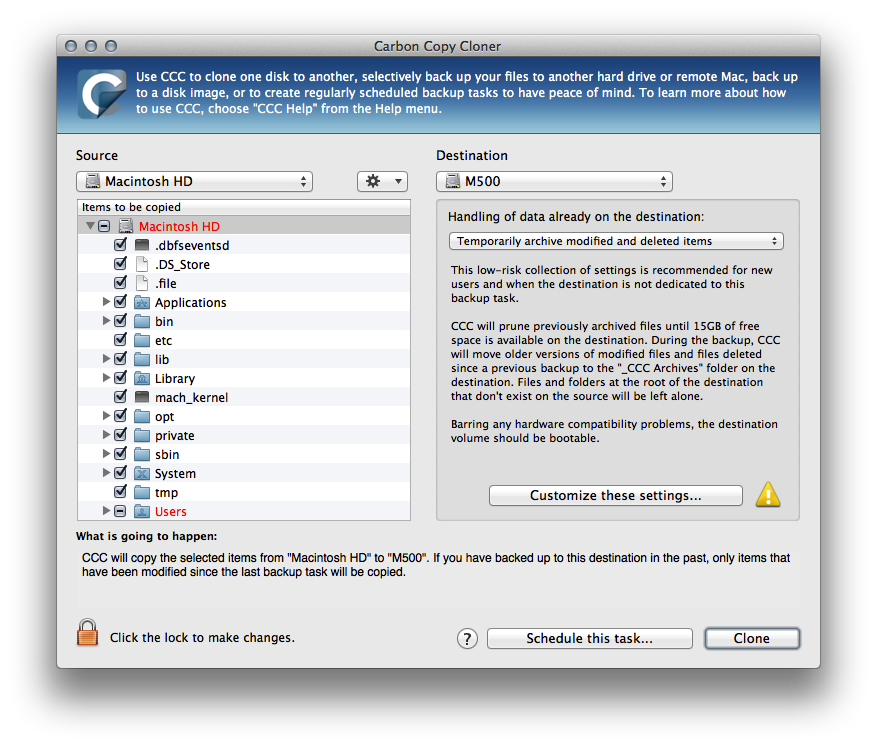 Carbon Copy Cloner
Use CCC to clone one disk to another, selectively back up your files to another hard drive or remote Mac, back up
to a disk image, or to create regularly scheduled backup tasks to have peace of mind. To learn more about how
to use CCC, choose "CCC Help" from the Help menu.
Source
Macintosh HD
Items to be copied
Macintosh HD
.dbfseventsd
.DS_Store
.file
Applications
bin
etc
lib
Library
mach_kernel
opt
private
sbin
System
tmp
Users
Destination
M500
Handling of data already on the destination:
Temporarily archive modified and deleted items
This low-risk collection of settings is recommended for new
users and when the destination is not dedicated to this
backup task.
CCC will prune previously archived files until 15GB of free
space is available on the destination. During the backup, CCC
will move older versions of modified files and files deleted
since a previous backup to the "_CCC Archives" folder on the
destination. Files and folders at the root of the destination
that don't exist on the source will be left alone.
Barring any hardware compatibility problems, the destination
volume should be bootable.
Customize these settings...
What is going to happen:
CCC will copy the selected items from "Macintosh HD" to "M500". If you have backed up to this destination in the past, only items that
have been modified since the last backup task will be copied.
Click the lock to make changes.
?
Schedule this task...
Clone